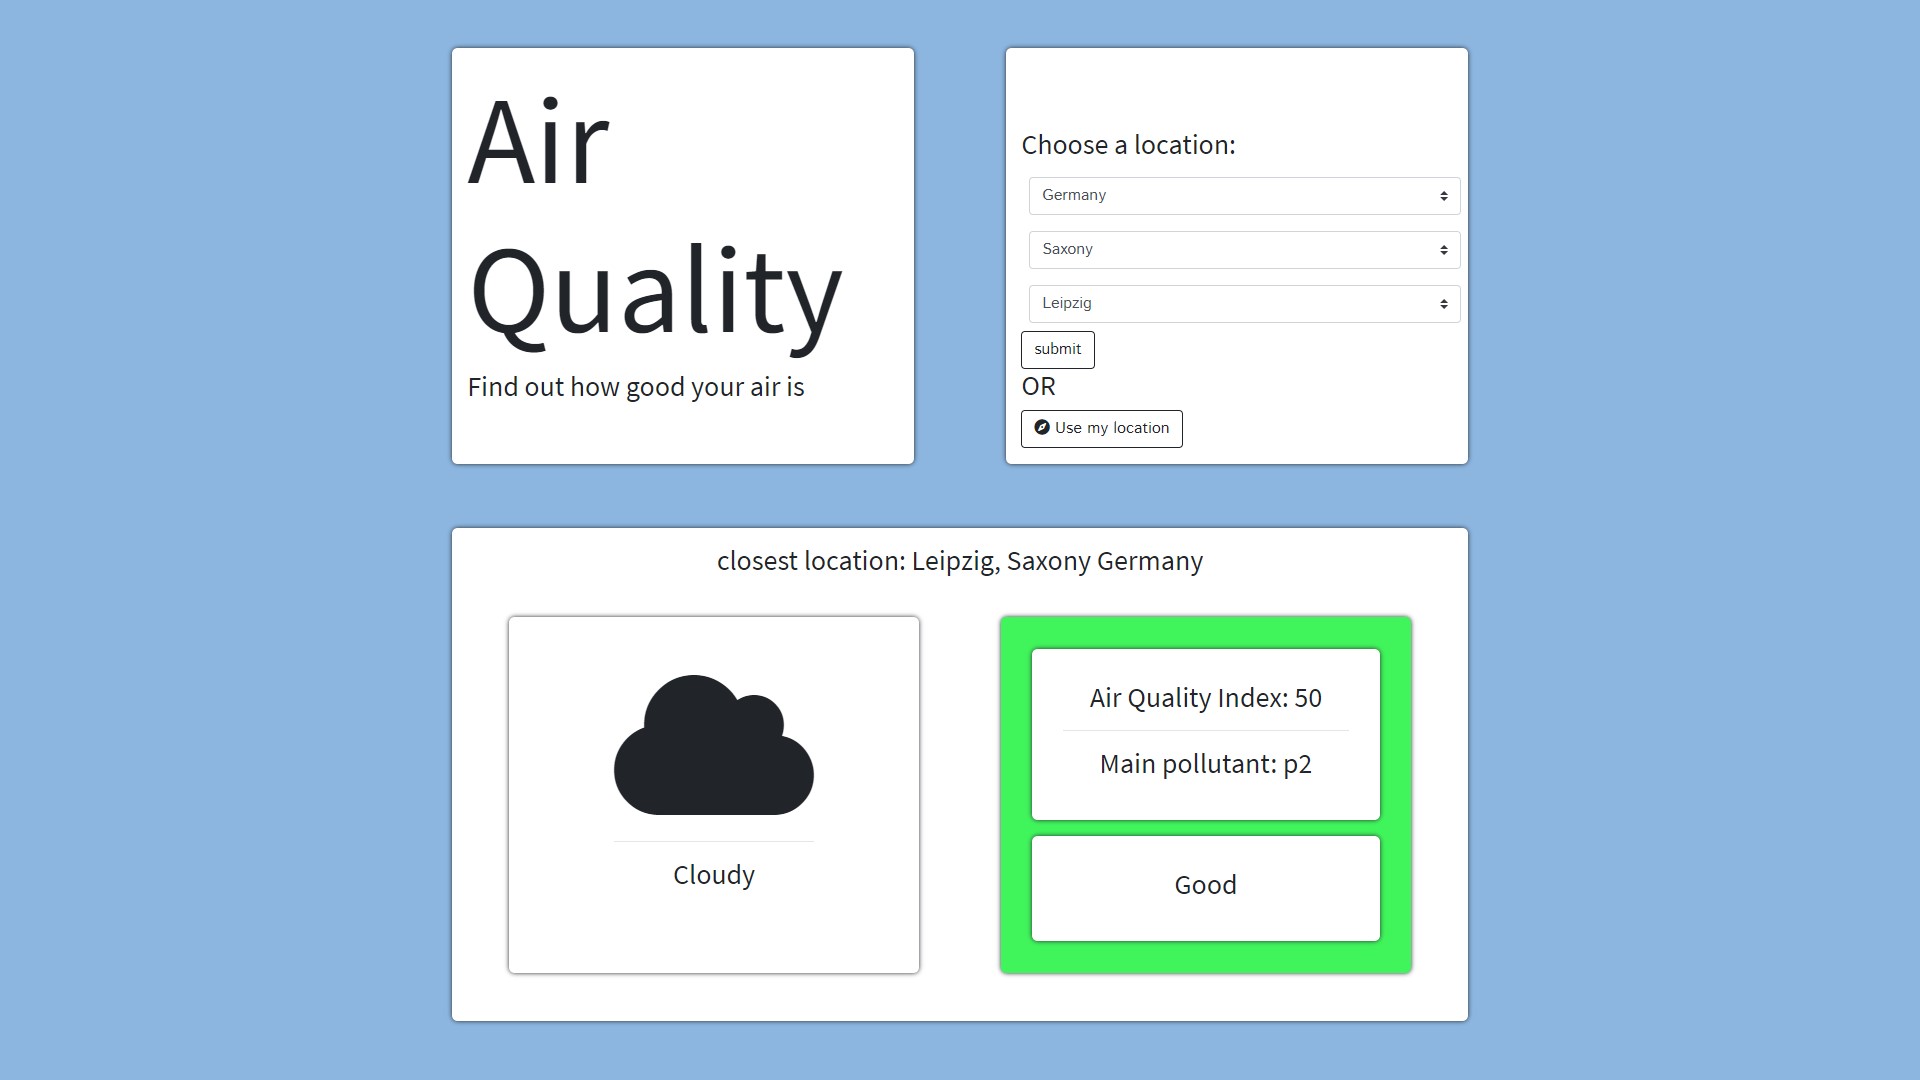 Air
Quality
Find out how good your air is
Choose a location:
Germany
Saxony
Leipzig
submit
OR
Use my location
closest location: Leipzig, Saxony Germany
Cloudy
Air Quality Index: 50
Main pollutant: p2
Good